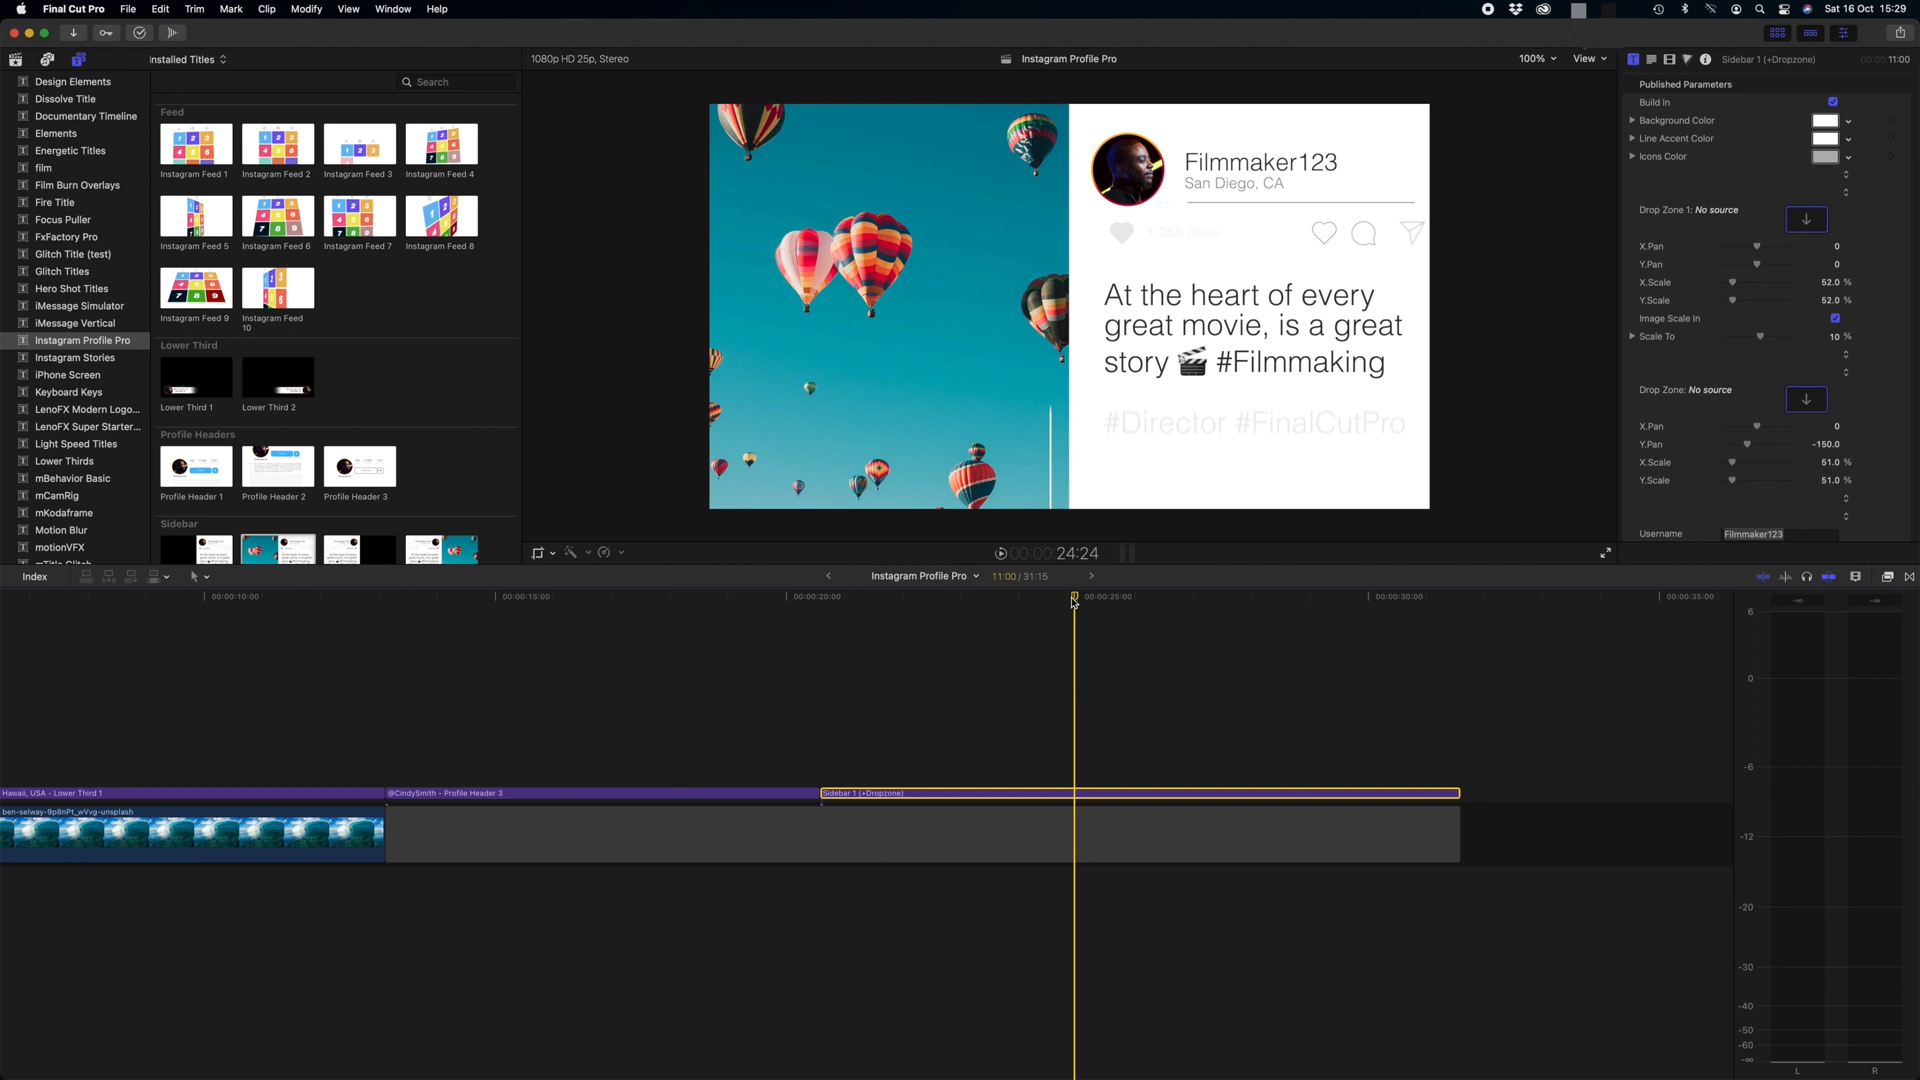 Final Cut Pro File Edit Trim Mark Clip Modify View Window Help
Sat 16 Oct 15:29
Installed Titles
Search
1080p HD 25p, Stereo
Instagram Profile Pro
100%
View
Sidebar 1 (+Dropzone)
00:00:11:00
Design Elements
Dissolve Title
Documentary Timeline
Elements
Energetic Titles
film
Film Burn Overlays
Fire Title
Focus Puller
FxFactory Pro
Glitch Title (test)
Glitch Titles
Hero Shot Titles
iMessage Simulator
iMessage Vertical
Instagram Profile Pro
Instagram Stories
iPhone Screen
Keyboard Keys
LenoFX Modern Logo...
LenoFX Super Starter...
Light Speed Titles
Lower Thirds
mBehavior Basic
mCamRig
mKodaframe
Motion Blur
motionVFX
Feed
Instagram Feed 1
Instagram Feed 2
Instagram Feed 3
Instagram Feed 4
Instagram Feed 5
Instagram Feed 6
Instagram Feed 7
Instagram Feed 8
Instagram Feed 9
Instagram Feed 10
Lower Third
Lower Third 1
Lower Third 2
Profile Headers
Profile Header 1
Profile Header 2
Profile Header 3
Sidebar
Filmmaker123
San Diego, CA
1,258 likes
At the heart of every
great movie, is a great
story 🎬 #Filmmaking
#Director #FinalCutPro
00:00:24:24
Published Parameters
Build In
Background Color
Line Accent Color
Icons Color
Drop Zone 1: No source
X.Pan 0
Y.Pan 0
X.Scale 52.0 %
Y.Scale 52.0 %
Image Scale In
Scale To 10 %
Drop Zone: No source
X.Pan 0
Y.Pan -150.0
X.Scale 51.0 %
Y.Scale 51.0 %
Username Filmmaker123
Index
Instagram Profile Pro
11:00 / 31:15
00:00:10:00
00:00:15:00
00:00:20:00
00:00:25:00
00:00:30:00
00:00:35:00
Hawaii, USA - Lower Third 1
@CindySmith - Profile Header 3
Sidebar 1 (+Dropzone)
ben-selway-9p8nPt_wVvg-unsplash
-∞ -∞
6
0
-6
-12
-20
-30
-40
-50
-60
-∞
L R